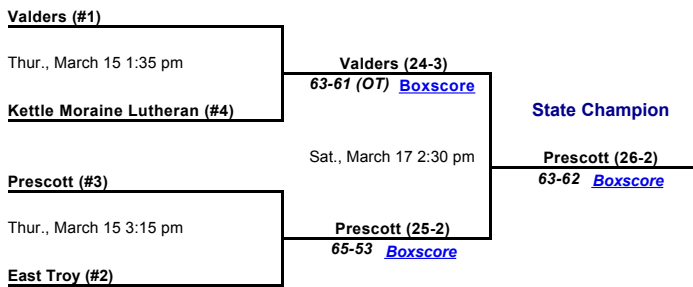 Valders (#1)
Thur., March 15 1:35 pm
Kettle Moraine Lutheran (#4)
Valders (24-3)
63-61 (OT) Boxscore
Prescott (#3)
Thur., March 15 3:15 pm
East Troy (#2)
Prescott (25-2)
65-53 Boxscore
Sat., March 17 2:30 pm
State Champion
Prescott (26-2)
63-62 Boxscore